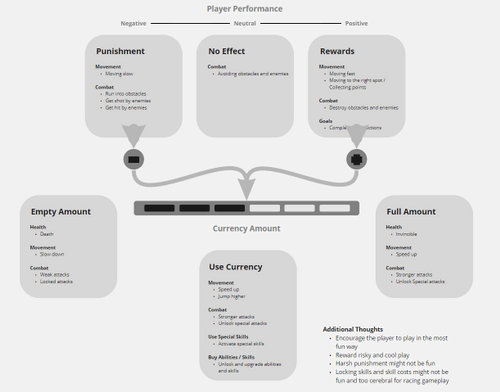 Player Performance
Negative
Neutral
Positive
Punishment
Movement
• Moving slow
Combat
• Run into obstacles
• Get shot by enemies
• Get hit by enemies
No Effect
Combat
• Avoiding obstacles and enemies
Rewards
Movement
• Moving fast
• Moving to the right spot /
Collecting points
Combat
• Destroy obstacles and enemies
Goals
Empty Amount
Health
• Death
Movement
• Slow down
Combat
• Weak attacks
• Locked attacks
Currency Amount
Full Amount
Health
• Invincible
Movement
• Speed up
Combat
• Stronger attacks
• Unlock Special attacks
Use Currency
Movement
• Speed up
• Jump higher
Combat
• Stronger attacks
• Unlock special attacks
Use Special Skills
• Activate special skills
Buy Abilities / Skills
• Unlock and upgrade abilities
and skills
Additional Thoughts
• Encourage the player to play in the most
fun way
• Reward risky and cool play
• Harsh punishment might not be fun
• Locking skills and skill costs might not be
fun and too cerebral for racing gameplay